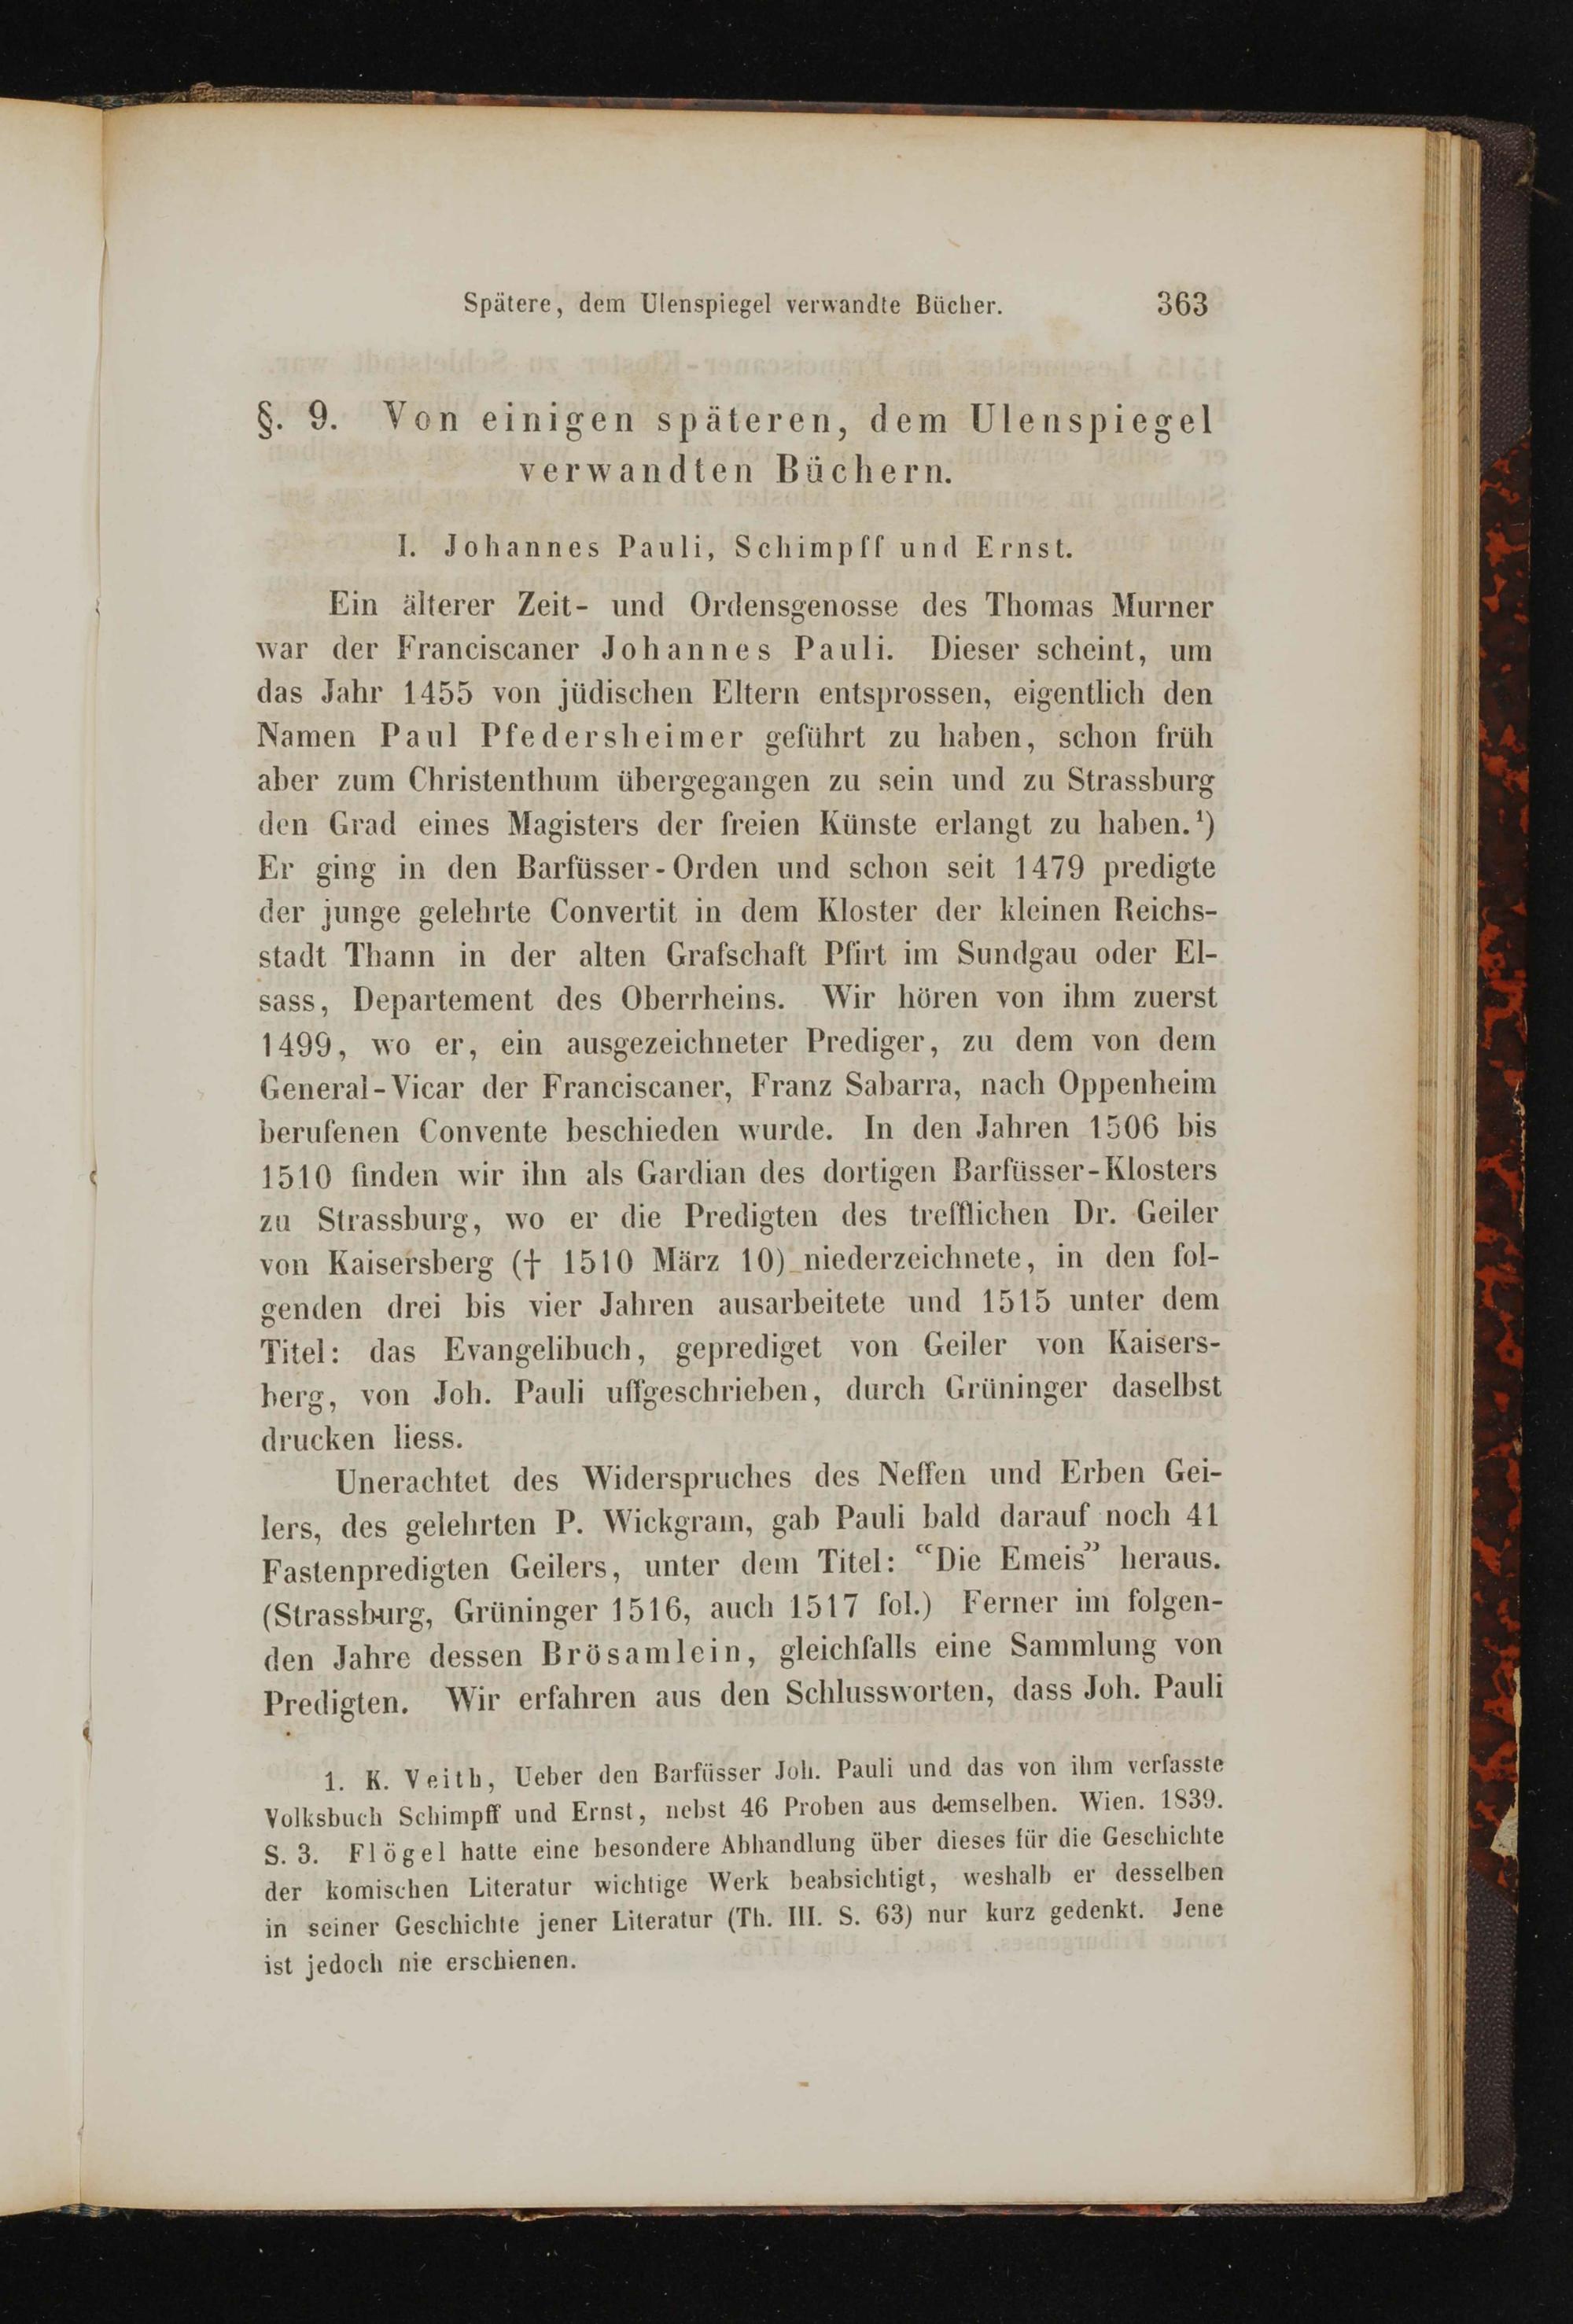 Spätere, dem Ulenspiegel verwandte Bücher. 363
§. 9. Von einigen späteren, dem Ulenspiegel
verwandten Büchern.
I. Johannes Pauli, Schimpff und Ernst.
Ein älterer Zeit- und Ordensgenosse des Thomas Murner
war der Franciscaner Johannes Pauli. Dieser scheint, um
das Jahr 1455 von jüdischen Eltern entsprossen, eigentlich den
Namen Paul Pfedersheimer geführt zu haben, schon früh
aber zum Christenthum übergegangen zu sein und zu Strassburg
den Grad eines Magisters der freien Künste erlangt zu haben.¹)
Er ging in den Barfüsser-Orden und schon seit 1479 predigte
der junge gelehrte Convertit in dem Kloster der kleinen Reichs-
stadt Thann in der alten Grafschaft Pfirt im Sundgau oder El-
sass, Departement des Oberrheins. Wir hören von ihm zuerst
1499, wo er, ein ausgezeichneter Prediger, zu dem von dem
General-Vicar der Franciscaner, Franz Sabarra, nach Oppenheim
berufenen Convente beschieden wurde. In den Jahren 1506 bis
1510 finden wir ihn als Gardian des dortigen Barfüsser-Klosters
zu Strassburg, wo er die Predigten des trefflichen Dr. Geiler
von Kaisersberg († 1510 März 10) niederzeichnete, in den fol-
genden drei bis vier Jahren ausarbeitete und 1515 unter dem
Titel: das Evangelibuch, geprediget von Geiler von Kaisers-
berg, von Joh. Pauli uffgeschrieben, durch Grüninger daselbst
drucken liess.
Unerachtet des Widerspruches des Neffen und Erben Gei-
lers, des gelehrten P. Wickgram, gab Pauli bald darauf noch 41
Fastenpredigten Geilers, unter dem Titel: “Die Emeis” heraus.
(Strassburg, Grüninger 1516, auch 1517 fol.) Ferner im folgen-
den Jahre dessen Brösamlein, gleichfalls eine Sammlung von
Predigten. Wir erfahren aus den Schlussworten, dass Joh. Pauli
1. K. Veith, Ueber den Barfüsser Joh. Pauli und das von ihm verfasste
Volksbuch Schimpff und Ernst, nebst 46 Proben aus demselben. Wien. 1839.
S. 3. Flögel hatte eine besondere Abhandlung über dieses für die Geschichte
der komischen Literatur wichtige Werk beabsichtigt, weshalb er desselben
in seiner Geschichte jener Literatur (Th. III. S. 63) nur kurz gedenkt. Jene
ist jedoch nie erschienen.